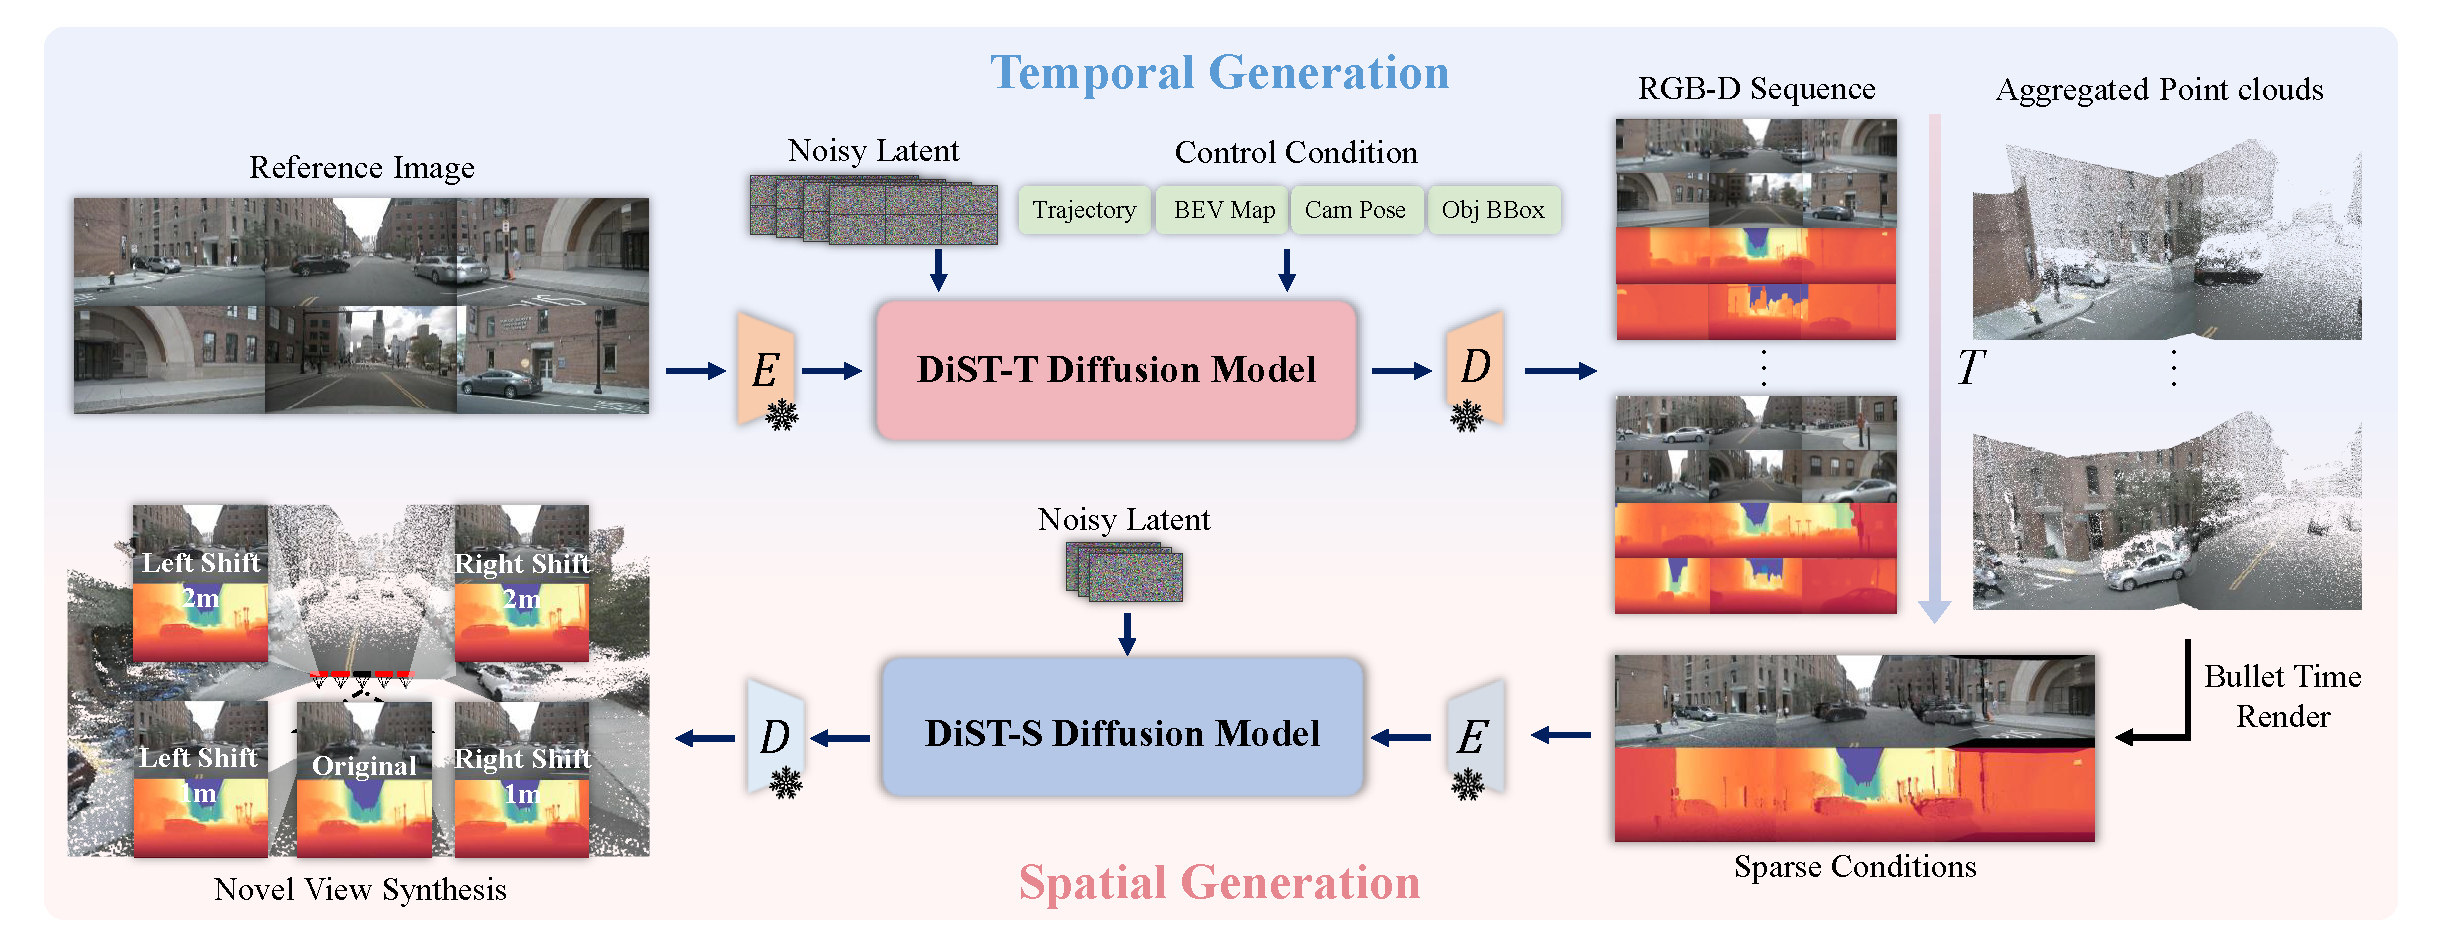 Temporal Generation
Reference Image
Noisy Latent
Control Condition
Trajectory
BEV Map
Cam Pose
Obj BBox
RGB-D Sequence
Aggregated Point clouds
E
DiST-T Diffusion Model
D
T
Bullet Time
Render
Sparse Conditions
E
Noisy Latent
DiST-S Diffusion Model
D
Left Shift
2m
Right Shift
2m
Left Shift
1m
Original
Right Shift
1m
Novel View Synthesis
Spatial Generation